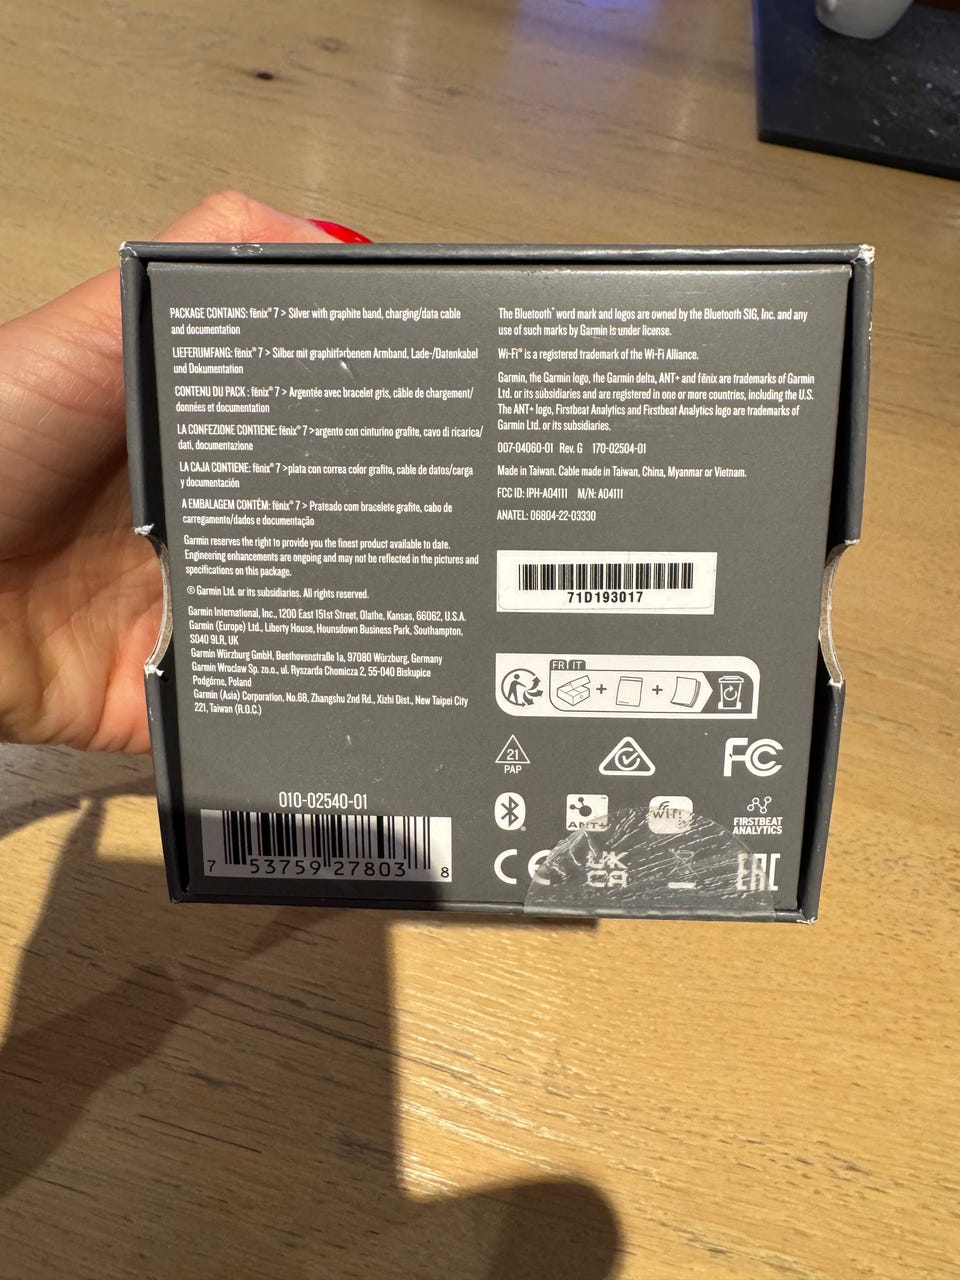 PACKAGE CONTAINS: fēnix® 7 > Silver with graphite band, charging/data cable
and documentation
LIEFERUMFANG: fēnix® 7 > Silber mit graphitfarbenem Armband, Lade-/Datenkabel
und Dokumentation
CONTENU DU PACK : fēnix® 7 > Argentée avec bracelet gris, câble de chargement/
données et documentation
LA CONFEZIONE CONTIENE: fēnix® 7 >argento con cinturino grafite, cavo di ricarica/
dati, documentazione
LA CAJA CONTIENE: fēnix® 7 >plata con correa color grafito, cable de datos/carga
y documentación
A EMBALAGEM CONTÉM: fēnix® 7 > Prateado com bracelete grafite, cabo de
carregamento/dados e documentação
Garmin reserves the right to provide you the finest product available to date.
Engineering enhancements are ongoing and may not be reflected in the pictures and
specifications on this package.
© Garmin Ltd. or its subsidiaries. All rights reserved.
Garmin International, Inc., 1200 East 151st Street, Olathe, Kansas, 66062, U.S.A.
Garmin (Europe) Ltd., Liberty House, Hounsdown Business Park, Southampton,
SO40 9LR, UK
Garmin Würzburg GmbH, Beethovenstraße 1a, 97080 Würzburg, Germany
Garmin Wroclaw Sp. zo.o., ul. Ryszarda Chomicza 2, 55-040 Biskupice
Podgórne, Poland
Garmin (Asia) Corporation, No.68, Zhangshu 2nd Rd., Xizhi Dist., New Taipei City
221, Taiwan (R.O.C.)
010-02540-01
7 53759 27803 8
The Bluetooth® word mark and logos are owned by the Bluetooth SIG, Inc. and any
use of such marks by Garmin is under license.
Wi-Fi® is a registered trademark of the Wi-Fi Alliance.
Garmin, the Garmin logo, the Garmin delta, ANT+ and fēnix are trademarks of Garmin
Ltd. or its subsidiaries and are registered in one or more countries, including the U.S.
The ANT+ logo, Firstbeat Analytics and Firstbeat Analytics logo are trademarks of
Garmin Ltd. or its subsidiaries.
007-04060-01 Rev. G 170-02504-01
Made in Taiwan. Cable made in Taiwan, China, Myanmar or Vietnam.
FCC ID: IPH-A04111 M/N: A04111
ANATEL: 06804-22-03330
71D193017
FR IT
+ +
21
PAP
FC
ANT+
Wi-Fi
FIRSTBEAT
ANALYTICS
CE
UK
CA
EAC